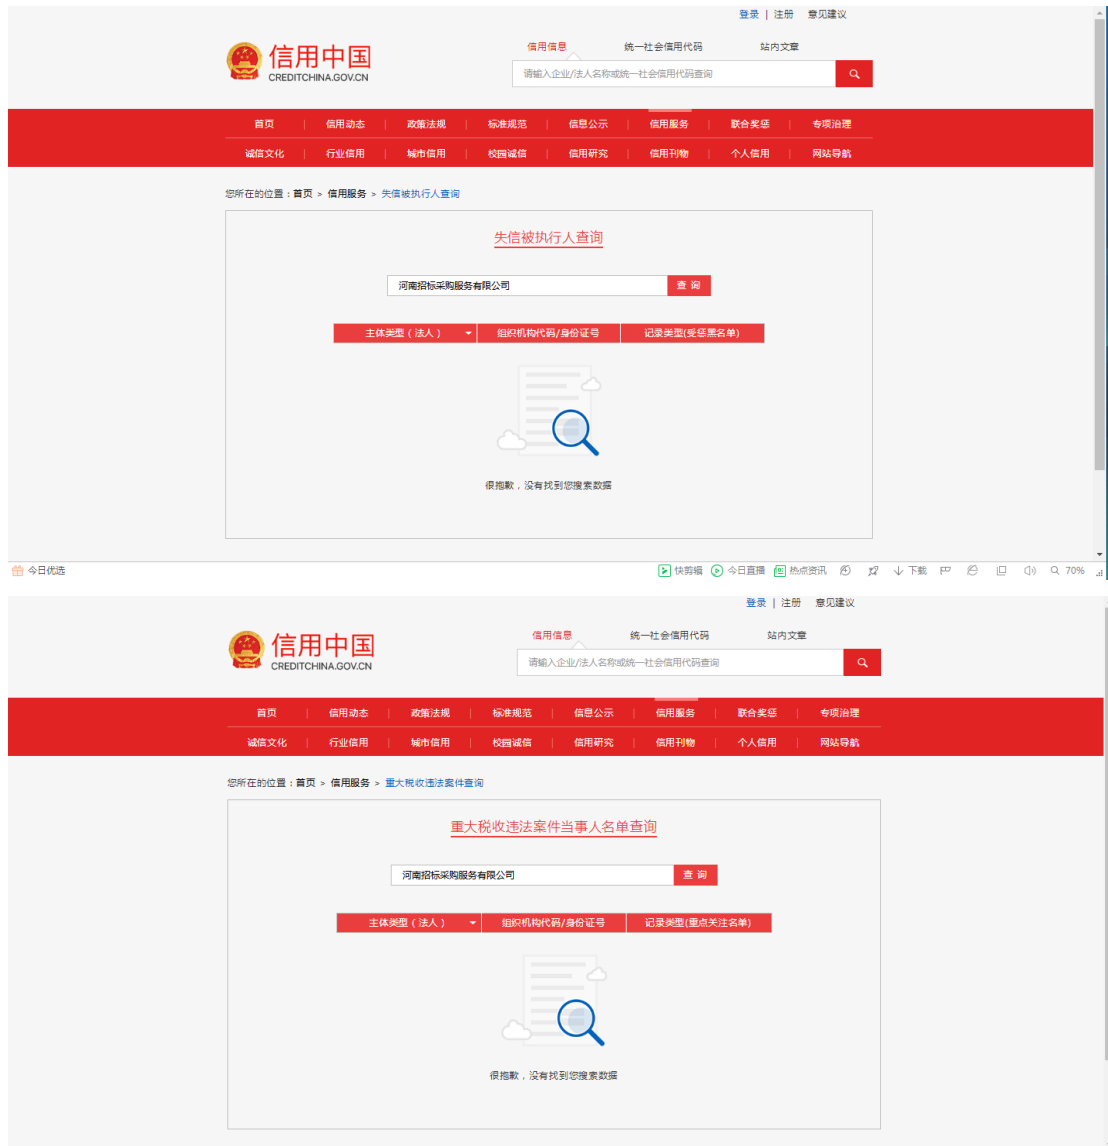 登录 | 注册 意见建议
信用中国
CREDITCHINA.GOV.CN
信用信息 统一社会信用代码 站内文章
请输入企业/法人名称或统一社会信用代码查询
首页 | 信用动态 | 政策法规 | 标准规范 | 信息公示 | 信用服务 | 联合奖惩 | 专项治理
诚信文化 | 行业信用 | 城市信用 | 校园诚信 | 信用研究 | 信用刊物 | 个人信用 | 网站导航
您所在的位置：首页 > 信用服务 > 失信被执行人查询
失信被执行人查询
河南招标采购服务有限公司 查 询
主体类型（法人） 组织机构代码/身份证号 记录类型(受惩黑名单)
很抱歉，没有找到您搜索数据
今日优选 快剪辑 今日直播 热点资讯 下载 70%
登录 | 注册 意见建议
信用中国
CREDITCHINA.GOV.CN
信用信息 统一社会信用代码 站内文章
请输入企业/法人名称或统一社会信用代码查询
首页 | 信用动态 | 政策法规 | 标准规范 | 信息公示 | 信用服务 | 联合奖惩 | 专项治理
诚信文化 | 行业信用 | 城市信用 | 校园诚信 | 信用研究 | 信用刊物 | 个人信用 | 网站导航
您所在的位置：首页 > 信用服务 > 重大税收违法案件查询
重大税收违法案件当事人名单查询
河南招标采购服务有限公司 查 询
主体类型（法人） 组织机构代码/身份证号 记录类型(重点关注名单)
很抱歉，没有找到您搜索数据